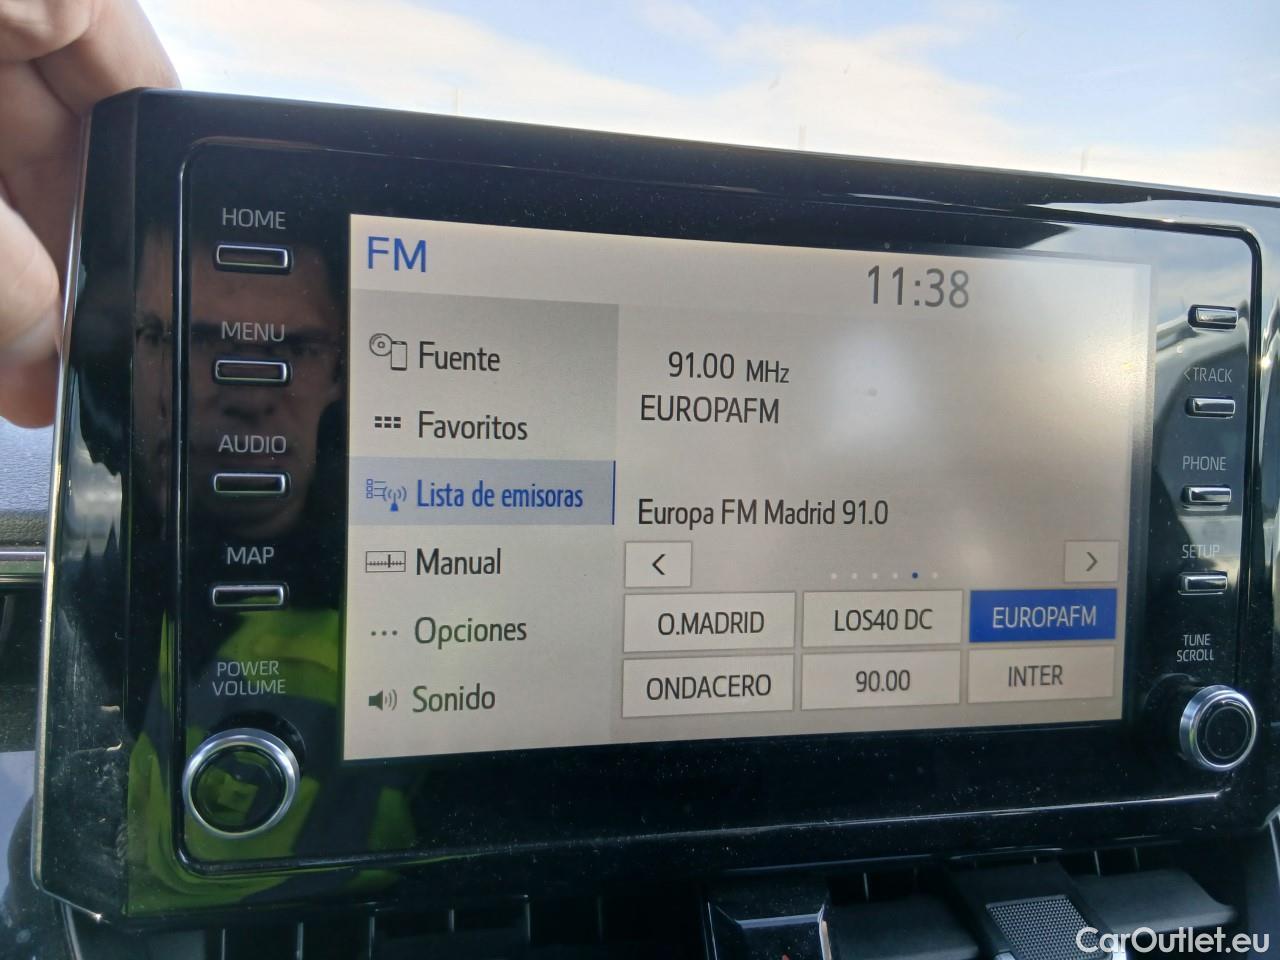 HOME
MENU
AUDIO
MAP
POWER
VOLUME
FM
11:38
Fuente
Favoritos
Lista de emisoras
Manual
Opciones
Sonido
91.00 MHz
EUROPAFM
Europa FM Madrid 91.0
<
>
O.MADRID
LOS40 DC
EUROPAFM
ONDACERO
90.00
INTER
<TRACK
PHONE
SETUP
TUNE
SCROLL
CarOutlet.eu